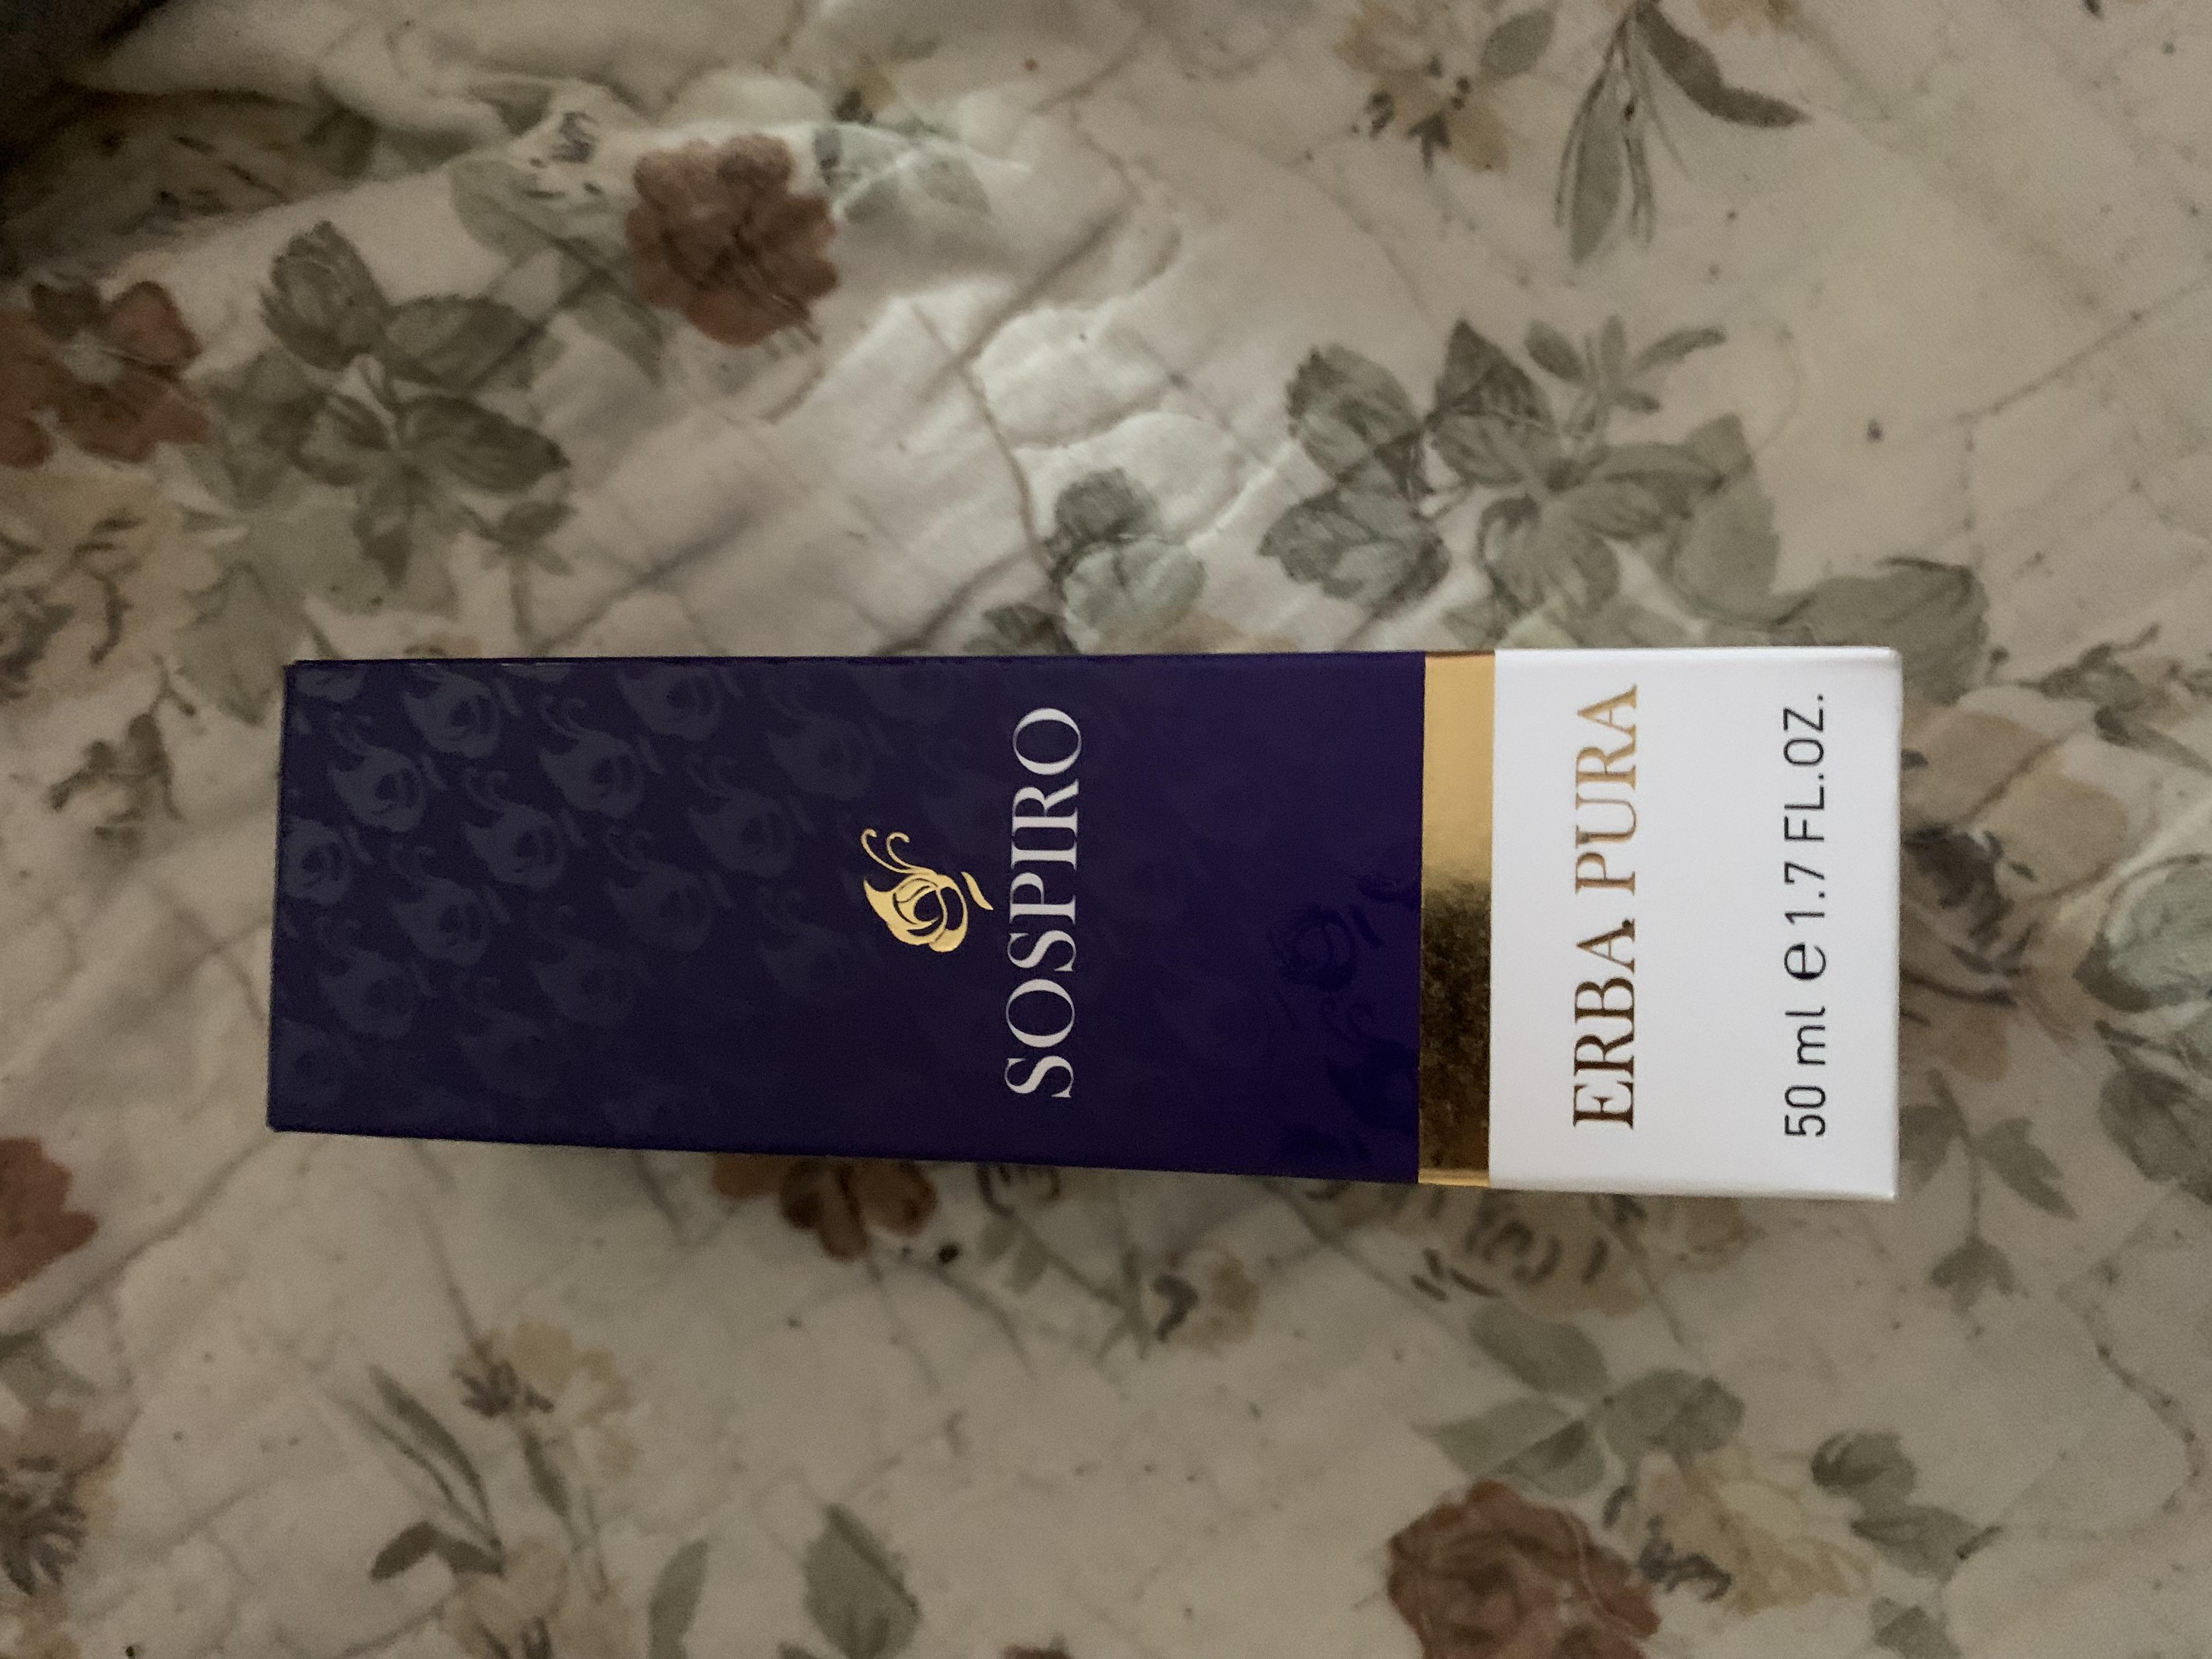 SOSPIRO
ERBA PURA
50 ml ℮ 1.7 FL.OZ.